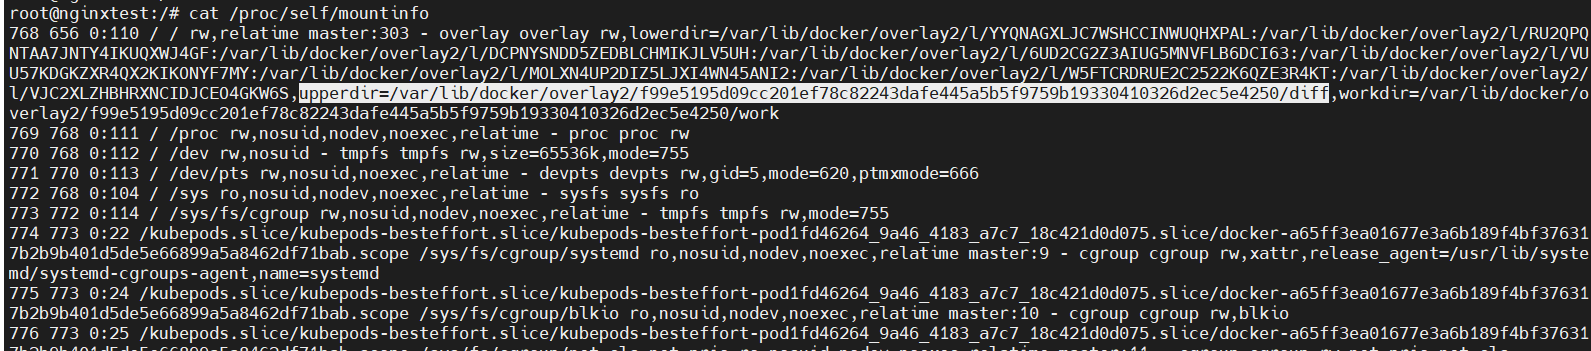 root@nginxtest:/# cat /proc/self/mountinfo
768 656 0:110 / / rw,relatime master:303 - overlay overlay rw,lowerdir=/var/lib/docker/overlay2/l/YYQNAGXLJC7WSHCCINWUQHXPAL:/var/lib/docker/overlay2/l/RU2QPQ
NTAA7JNTY4IKUQXWJ4GF:/var/lib/docker/overlay2/l/DCPNYSNDD5ZEDBLCHMIKJLV5UH:/var/lib/docker/overlay2/l/6UD2CG2Z3AIUG5MNVFLB6DCI63:/var/lib/docker/overlay2/l/VU
U57KDGKZXR4QX2KIKONYF7MY:/var/lib/docker/overlay2/l/MOLXN4UP2DIZ5LJXI4WN45ANI2:/var/lib/docker/overlay2/l/W5FTCRDRUE2C2522K6QZE3R4KT:/var/lib/docker/overlay2/
l/VJC2XLZHBHRXNCIDJCEO4GKW6S,upperdir=/var/lib/docker/overlay2/f99e5195d09cc201ef78c82243dafe445a5b5f9759b19330410326d2ec5e4250/diff,workdir=/var/lib/docker/o
verlay2/f99e5195d09cc201ef78c82243dafe445a5b5f9759b19330410326d2ec5e4250/work
769 768 0:111 / /proc rw,nosuid,nodev,noexec,relatime - proc proc rw
770 768 0:112 / /dev rw,nosuid - tmpfs tmpfs rw,size=65536k,mode=755
771 770 0:113 / /dev/pts rw,nosuid,noexec,relatime - devpts devpts rw,gid=5,mode=620,ptmxmode=666
772 768 0:104 / /sys ro,nosuid,nodev,noexec,relatime - sysfs sysfs ro
773 772 0:114 / /sys/fs/cgroup rw,nosuid,nodev,noexec,relatime - tmpfs tmpfs rw,mode=755
774 773 0:22 /kubepods.slice/kubepods-besteffort.slice/kubepods-besteffort-pod1fd46264_9a46_4183_a7c7_18c421d0d075.slice/docker-a65ff3ea01677e3a6b189f4bf37631
7b2b9b401d5de5e66899a5a8462df71bab.scope /sys/fs/cgroup/systemd ro,nosuid,nodev,noexec,relatime master:9 - cgroup cgroup rw,xattr,release_agent=/usr/lib/syste
md/systemd-cgroups-agent,name=systemd
775 773 0:24 /kubepods.slice/kubepods-besteffort.slice/kubepods-besteffort-pod1fd46264_9a46_4183_a7c7_18c421d0d075.slice/docker-a65ff3ea01677e3a6b189f4bf37631
7b2b9b401d5de5e66899a5a8462df71bab.scope /sys/fs/cgroup/blkio ro,nosuid,nodev,noexec,relatime master:10 - cgroup cgroup rw,blkio
776 773 0:25 /kubepods.slice/kubepods-besteffort.slice/kubepods-besteffort-pod1fd46264_9a46_4183_a7c7_18c421d0d075.slice/docker-a65ff3ea01677e3a6b189f4bf37631